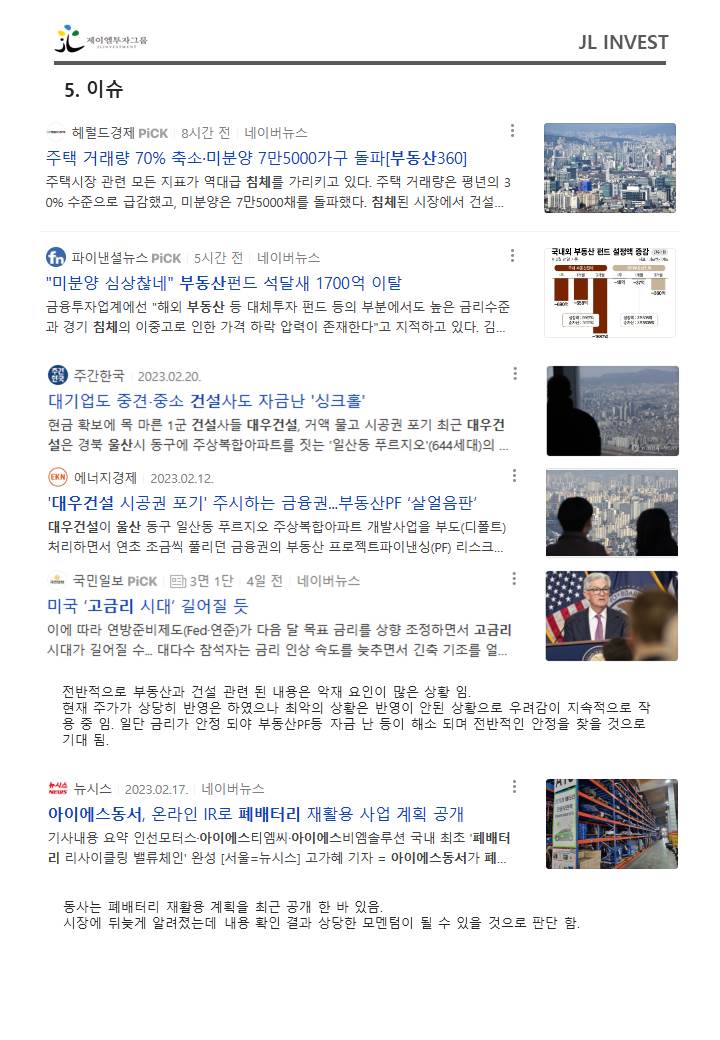 제이엘투자그룹
JLINVESTMENT
JL INVEST
5. 이슈
헤럴드경제 PiCK 8시간 전 네이버뉴스
주택 거래량 70% 축소·미분양 7만5000가구 돌파[부동산360]
주택시장 관련 모든 지표가 역대급 침체를 가리키고 있다. 주택 거래량은 평년의 3
0% 수준으로 급감했고, 미분양은 7만5000채를 돌파했다. 침체된 시장에서 건설...
파이낸셜뉴스 PiCK 5시간 전 네이버뉴스
"미분양 심상찮네" 부동산펀드 석달새 1700억 이탈
금융투자업계에선 "해외 부동산 등 대체투자 펀드 등의 부분에서도 높은 금리수준
과 경기 침체의 이중고로 인한 가격 하락 압력이 존재한다"고 지적하고 있다. 김...
국내외 부동산 펀드 설정액 증감
주간한국 2023.02.20.
대기업도 중견·중소 건설사도 자금난 '싱크홀'
현금 확보에 목 마른 1군 건설사들 대우건설, 거액 물고 시공권 포기 최근 대우건
설은 경북 울산시 동구에 주상복합아파트를 짓는 '일산동 푸르지오'(644세대)의 ...
EKN 에너지경제 2023.02.12.
'대우건설 시공권 포기' 주시하는 금융권...부동산PF ‘살얼음판’
대우건설이 울산 동구 일산동 푸르지오 주상복합아파트 개발사업을 부도(디폴트)
처리하면서 연초 조금씩 풀리던 금융권의 부동산 프로젝트파이낸싱(PF) 리스크...
국민일보 PiCK 3면 1단 4일 전 네이버뉴스
미국 ‘고금리 시대’ 길어질 듯
이에 따라 연방준비제도(Fed·연준)가 다음 달 목표 금리를 상향 조정하면서 고금리
시대가 길어질 수... 대다수 참석자는 금리 인상 속도를 늦추면서 긴축 기조를 얼...
전반적으로 부동산과 건설 관련 된 내용은 악재 요인이 많은 상황 임.
현재 주가가 상당히 반영은 하였으나 최악의 상황은 반영이 안된 상황으로 우려감이 지속적으로 작
용 중 임. 일단 금리가 안정 되야 부동산PF등 자금 난 등이 해소 되며 전반적인 안정을 찾을 것으로
기대 됨.
뉴시스 NEWS 뉴시스 2023.02.17. 네이버뉴스
아이에스동서, 온라인 IR로 폐배터리 재활용 사업 계획 공개
기사내용 요약 인선모터스·아이에스티엠씨·아이에스비엠솔루션 국내 최초 '폐배터
리 리사이클링 밸류체인' 완성 [서울=뉴시스] 고가혜 기자 = 아이에스동서가 폐...
동사는 폐배터리 재활용 계획을 최근 공개 한 바 있음.
시장에 뒤늦게 알려졌는데 내용 확인 결과 상당한 모멘텀이 될 수 있을 것으로 판단 함.